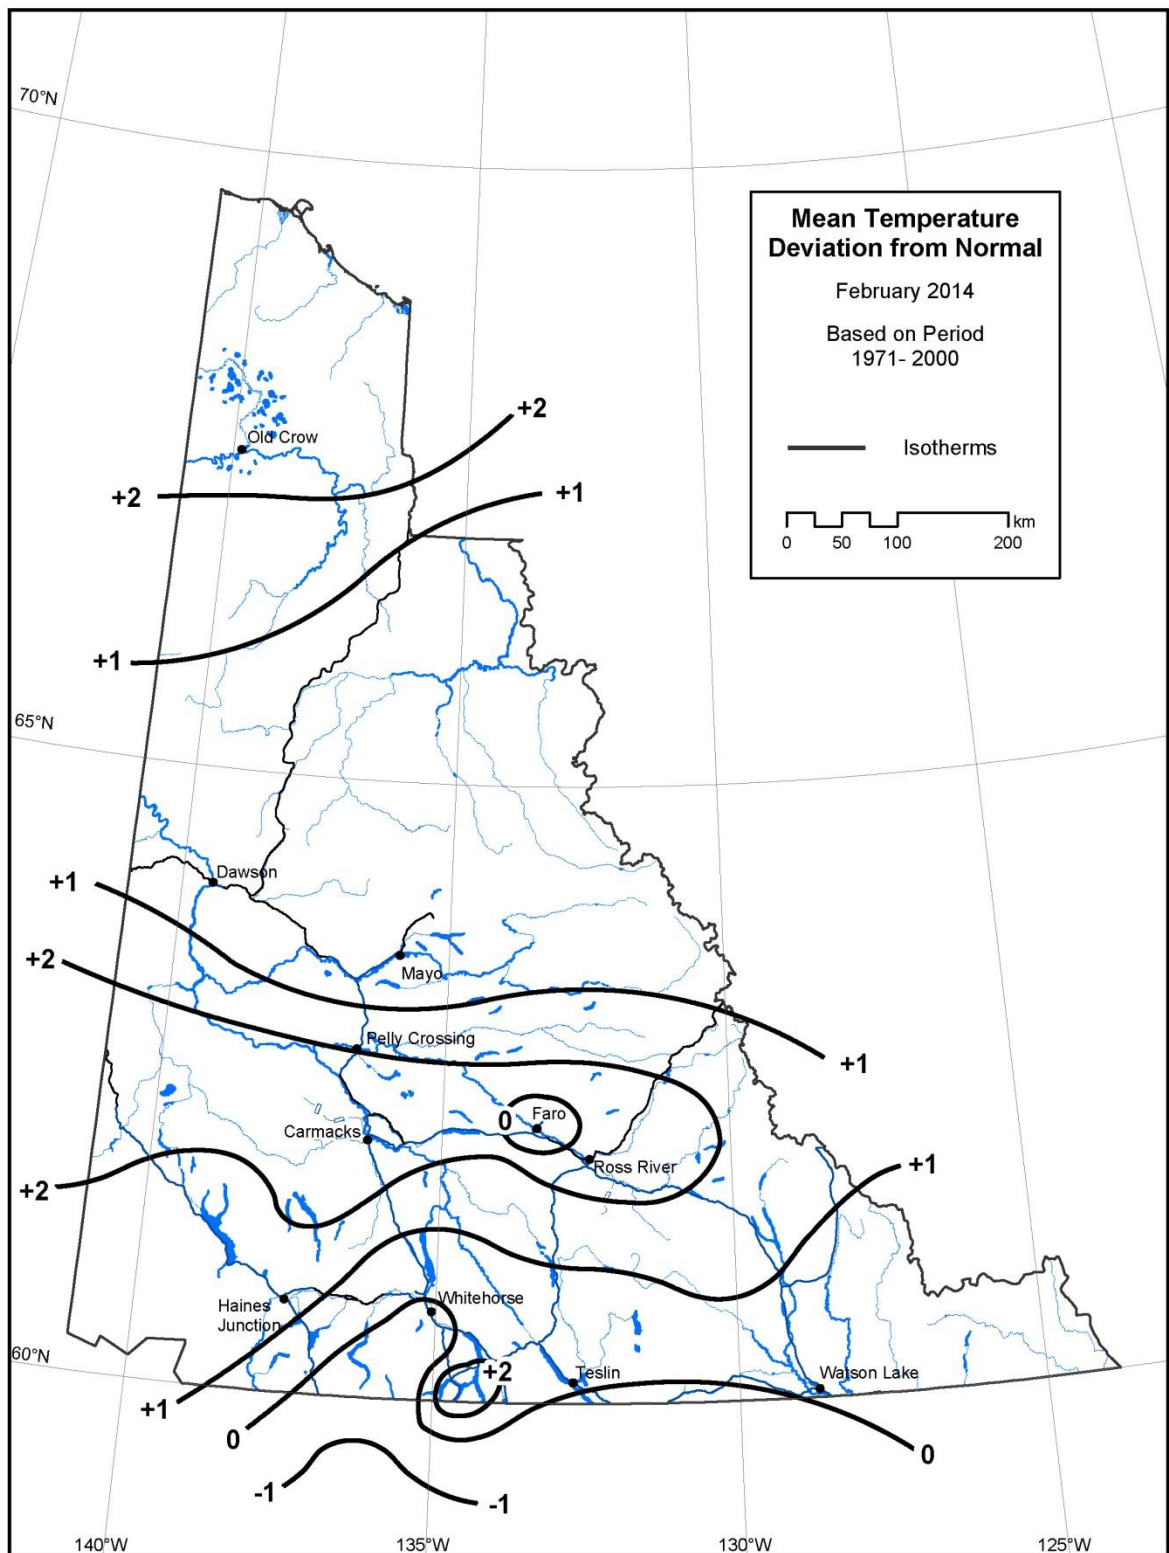 70°N
Mean Temperature
Deviation from Normal
February 2014
Based on Period
1971- 2000
Isotherms
km
0 50 100 200
+2
Old Crow
+2
+1
+1
65°N
Dawson
+1
+2
Mayo
Pelly Crossing
+1
0
Faro
Carmacks
Ross River
+1
+2
Haines
Junction
Whitehorse
60°N
+2
Teslin
Watson Lake
+1
0
0
-1
-1
140°W 135°W 130°W 125°W